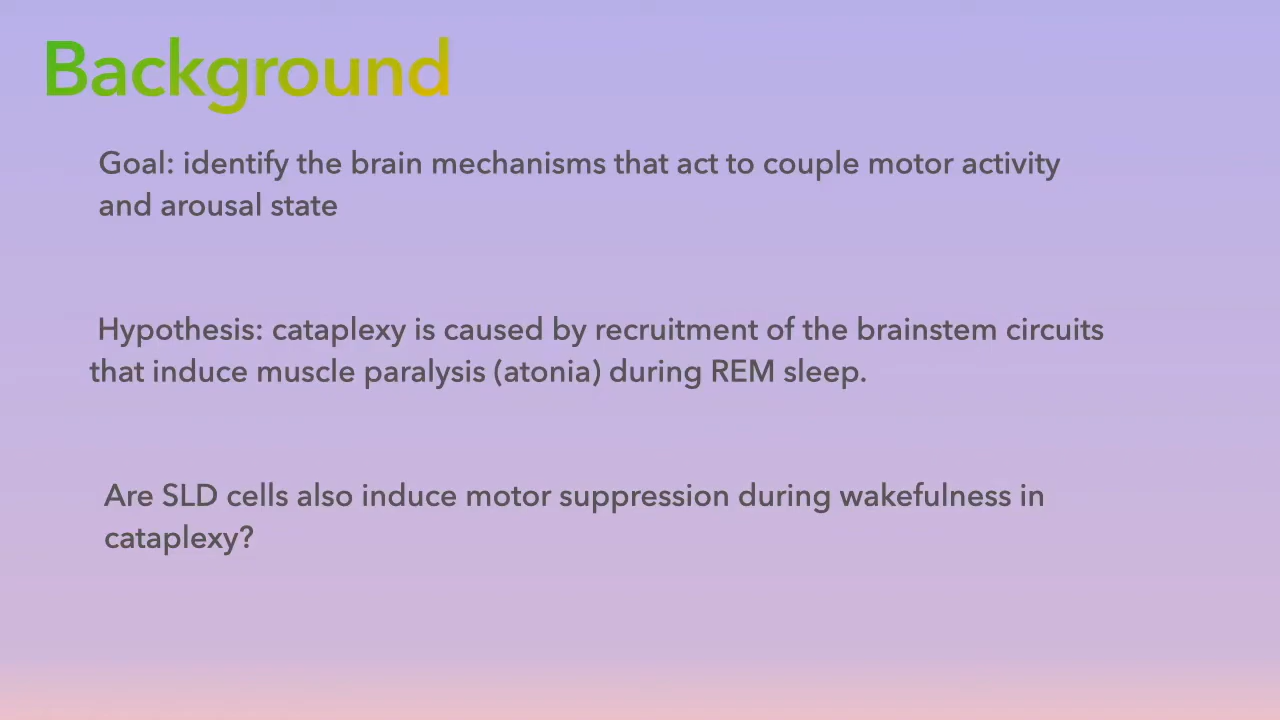 Background
Goal: identify the brain mechanisms that act to couple motor activity
and arousal state
Hypothesis: cataplexy is caused by recruitment of the brainstem circuits
that induce muscle paralysis (atonia) during REM sleep.
Are SLD cells also induce motor suppression during wakefulness in
cataplexy?